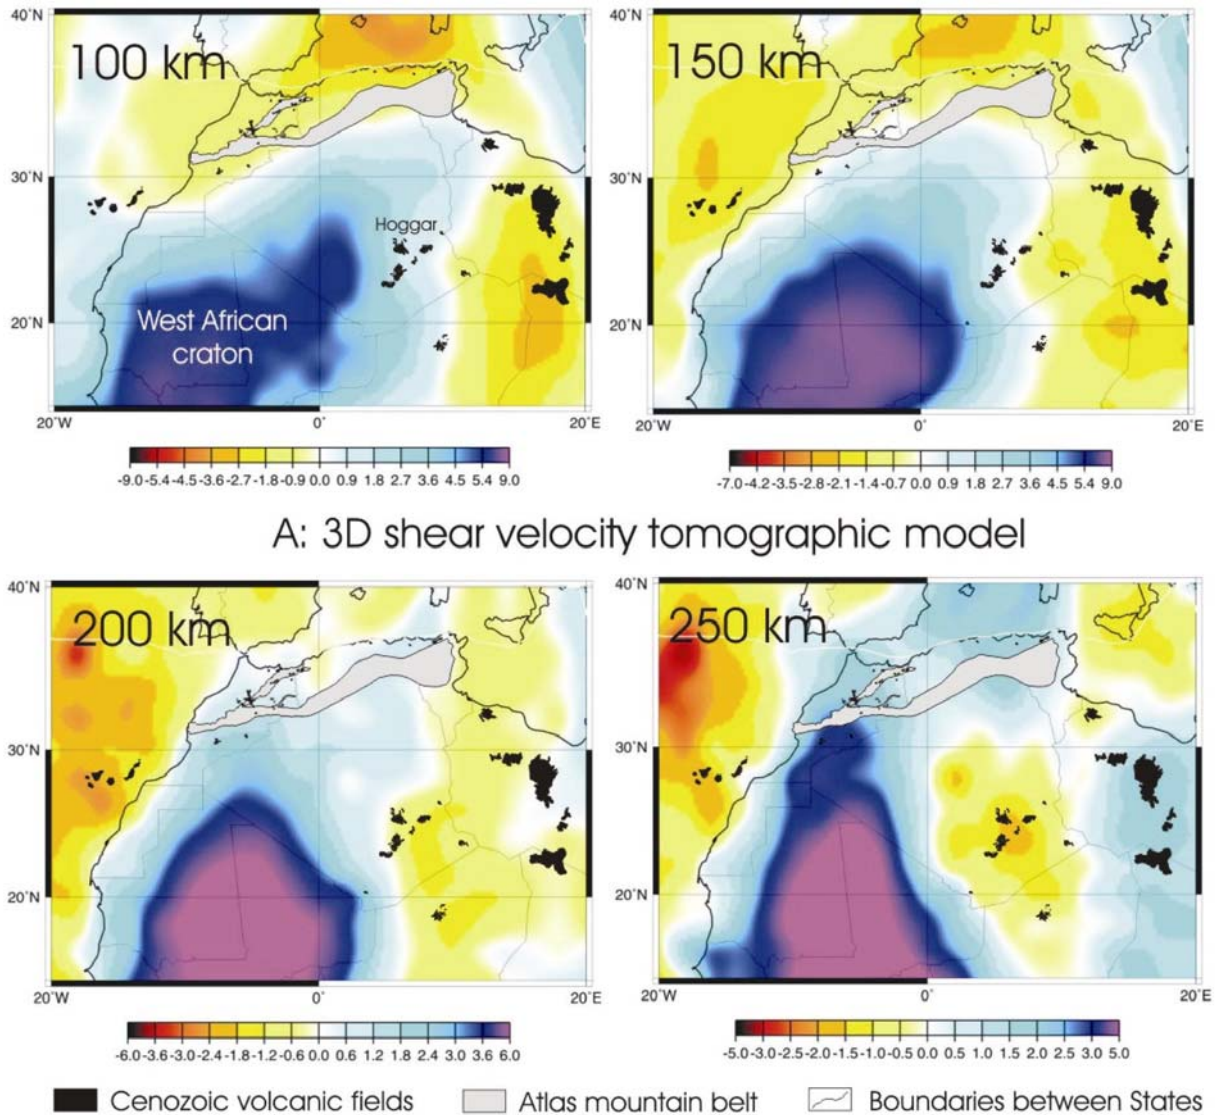 40°N
100 km
30°N
Hoggar
20°N
West African
craton
20°W 0° 20°E
-9.0 -5.4 -4.5 -3.6 -2.7 -1.8 -0.9 0.0 0.9 1.8 2.7 3.6 4.5 5.4 9.0
40°N
150 km
30°N
20°N
20°W 0° 20°E
-7.0 -4.2 -3.5 -2.8 -2.1 -1.4 -0.7 0.0 0.9 1.8 2.7 3.6 4.5 5.4 9.0
A: 3D shear velocity tomographic model
40°N
200 km
30°N
20°N
20°W 0° 20°E
-6.0 -3.6 -3.0 -2.4 -1.8 -1.2 -0.6 0.0 0.6 1.2 1.8 2.4 3.0 3.6 6.0
40°N
250 km
30°N
20°N
20°W 0° 20°E
-5.0 -3.0 -2.5 -2.0 -1.5 -1.0 -0.5 0.0 0.5 1.0 1.5 2.0 2.5 3.0 5.0
Cenozoic volcanic fields Atlas mountain belt Boundaries between States